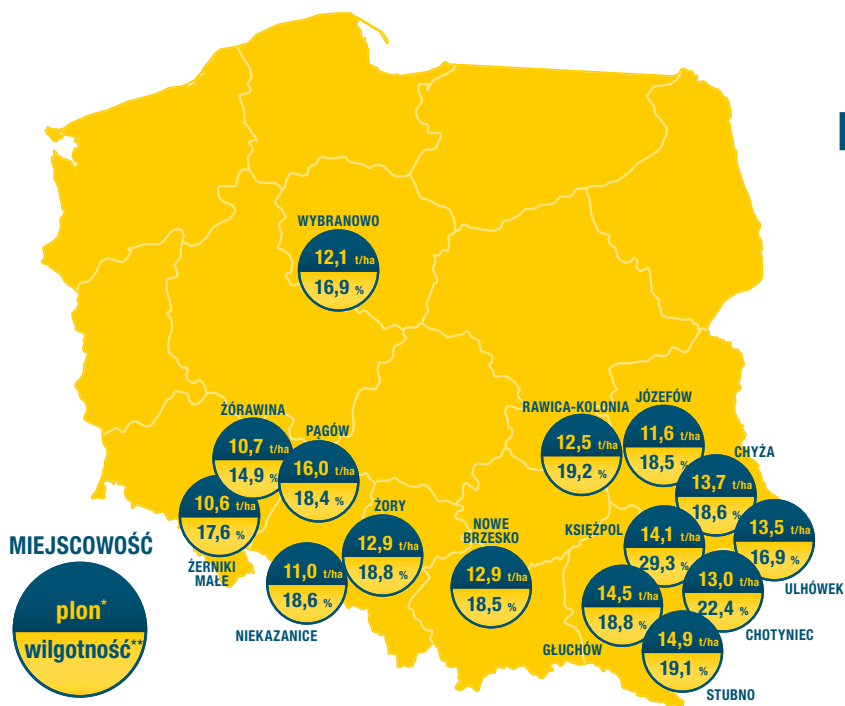 WYBRANOWO
12,1 t/ha
16,9 %
ŻÓRAWINA
10,7 t/ha
14,9 %
PĄGÓW
16,0 t/ha
18,4 %
RAWICA-KOLONIA
12,5 t/ha
19,2 %
JÓZEFÓW
11,6 t/ha
18,5 %
CHYŻA
13,7 t/ha
18,6 %
10,6 t/ha
17,6 %
ŻERNIKI
MAŁE
ŻORY
12,9 t/ha
18,8 %
NOWE
BRZESKO
12,9 t/ha
18,5 %
KSIĘŻPOL
14,1 t/ha
29,3 %
13,5 t/ha
16,9 %
ULHÓWEK
11,0 t/ha
18,6 %
NIEKAZANICE
14,5 t/ha
18,8 %
GŁUCHÓW
13,0 t/ha
22,4 %
CHOTYNIEC
14,9 t/ha
19,1 %
STUBNO
MIEJSCOWOŚĆ
plon*
wilgotność**